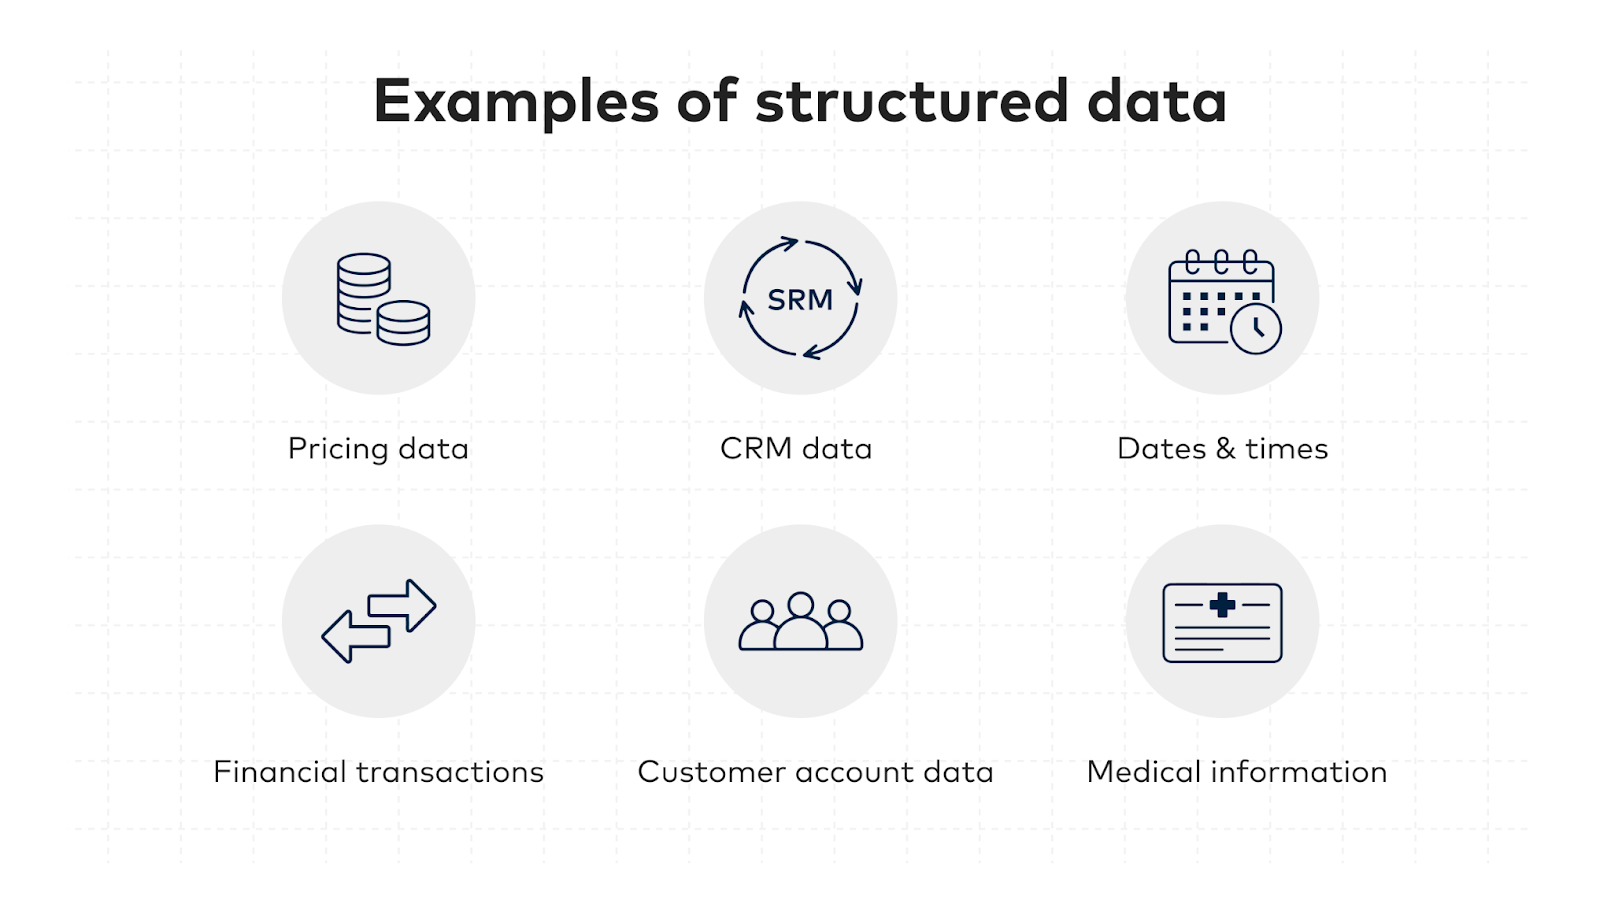 Examples of structured data
SRM
Pricing data
CRM data
Dates & times
Financial transactions
Customer account data
Medical information